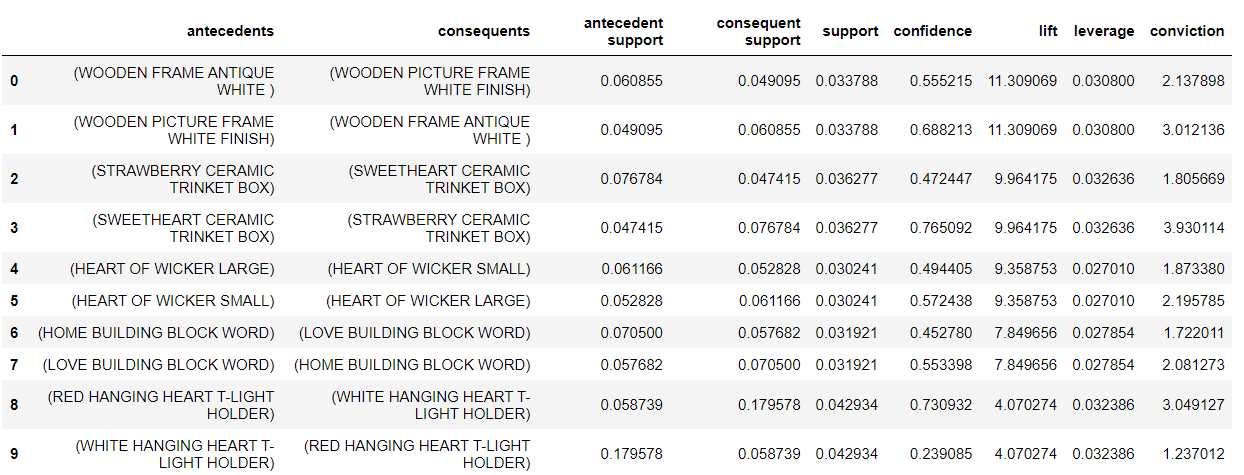 antecedents consequents antecedent support consequent support support confidence lift leverage conviction
0 (WOODEN FRAME ANTIQUE WHITE ) (WOODEN PICTURE FRAME WHITE FINISH) 0.060855 0.049095 0.033788 0.555215 11.309069 0.030800 2.137898
1 (WOODEN PICTURE FRAME WHITE FINISH) (WOODEN FRAME ANTIQUE WHITE ) 0.049095 0.060855 0.033788 0.688213 11.309069 0.030800 3.012136
2 (STRAWBERRY CERAMIC TRINKET BOX) (SWEETHEART CERAMIC TRINKET BOX) 0.076784 0.047415 0.036277 0.472447 9.964175 0.032636 1.805669
3 (SWEETHEART CERAMIC TRINKET BOX) (STRAWBERRY CERAMIC TRINKET BOX) 0.047415 0.076784 0.036277 0.765092 9.964175 0.032636 3.930114
4 (HEART OF WICKER LARGE) (HEART OF WICKER SMALL) 0.061166 0.052828 0.030241 0.494405 9.358753 0.027010 1.873380
5 (HEART OF WICKER SMALL) (HEART OF WICKER LARGE) 0.052828 0.061166 0.030241 0.572438 9.358753 0.027010 2.195785
6 (HOME BUILDING BLOCK WORD) (LOVE BUILDING BLOCK WORD) 0.070500 0.057682 0.031921 0.452780 7.849656 0.027854 1.722011
7 (LOVE BUILDING BLOCK WORD) (HOME BUILDING BLOCK WORD) 0.057682 0.070500 0.031921 0.553398 7.849656 0.027854 2.081273
8 (RED HANGING HEART T-LIGHT HOLDER) (WHITE HANGING HEART T-LIGHT HOLDER) 0.058739 0.179578 0.042934 0.730932 4.070274 0.032386 3.049127
9 (WHITE HANGING HEART T-LIGHT HOLDER) (RED HANGING HEART T-LIGHT HOLDER) 0.179578 0.058739 0.042934 0.239085 4.070274 0.032386 1.237012